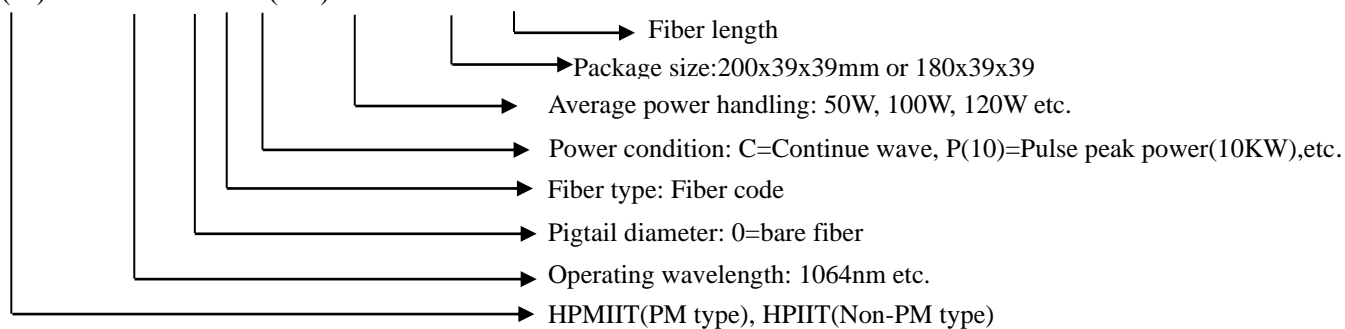 Fiber length
Package size:200x39x39mm or 180x39x39
Average power handling: 50W, 100W, 120W etc.
Power condition: C=Continue wave, P(10)=Pulse peak power(10KW),etc.
Fiber type: Fiber code
Pigtail diameter: 0=bare fiber
Operating wavelength: 1064nm etc.
HPMIIT(PM type), HPIIT(Non-PM type)